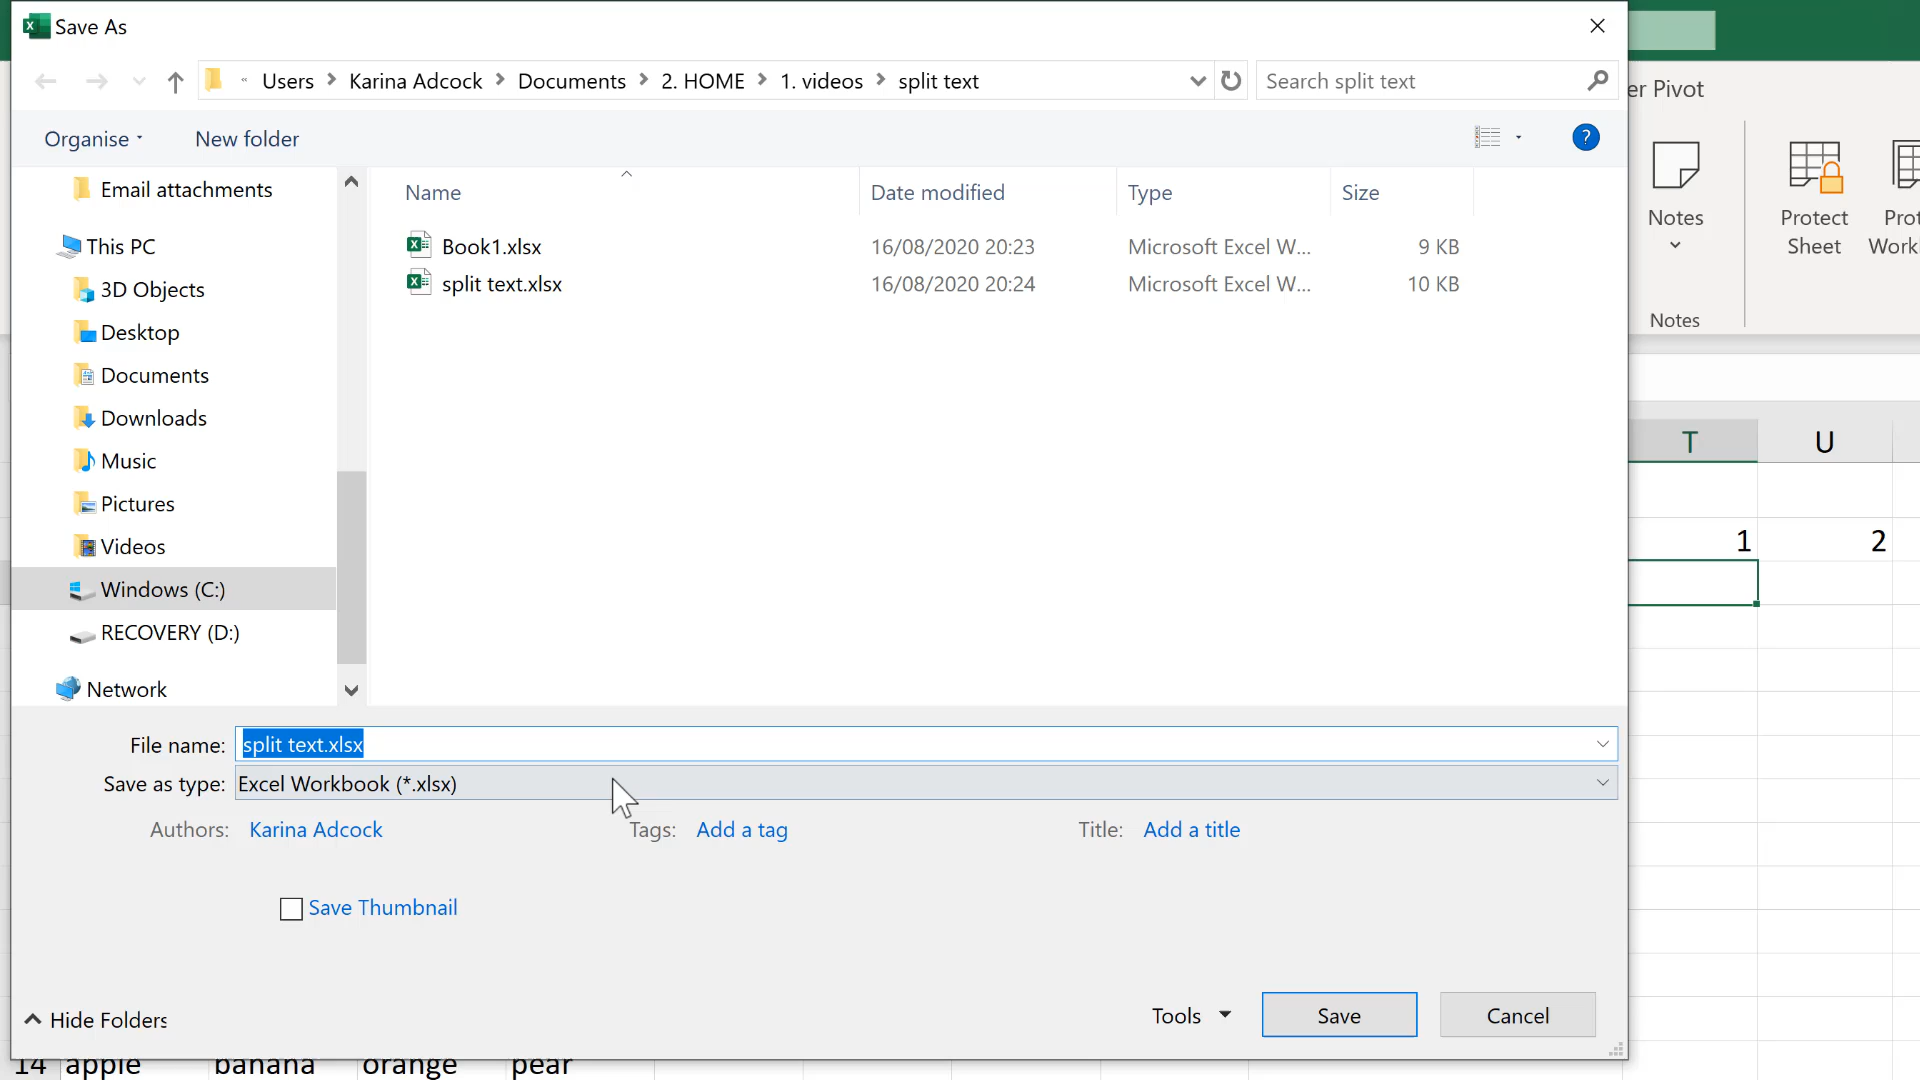 Save As
« Users > Karina Adcock > Documents > 2. HOME > 1. videos > split text
Search split text
er Pivot
Organise
New folder
?
Email attachments
This PC
3D Objects
Desktop
Documents
Downloads
Music
Pictures
Videos
Windows (C:)
RECOVERY (D:)
Network
Name Date modified Type Size
Book1.xlsx 16/08/2020 20:23 Microsoft Excel W... 9 KB
split text.xlsx 16/08/2020 20:24 Microsoft Excel W... 10 KB
Notes
Protect
Sheet
Prot
Work
Notes
T U
1 2
File name: split text.xlsx
Save as type: Excel Workbook (*.xlsx)
Authors: Karina Adcock Tags: Add a tag Title: Add a title
Save Thumbnail
Hide Folders
Tools
Save
Cancel
14 apple banana orange pear